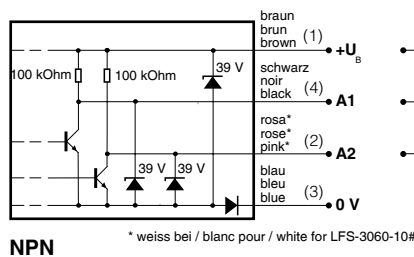 braun
brun
brown (1) +UB
100 kOhm 100 kOhm 39 V
schwarz
noir
black (4) A1
rosa*
rose*
pink* (2) A2
39 V 39 V
blau
bleu
blue (3) 0 V
* weiss bei / blanc pour / white for LFS-3060-10#
NPN